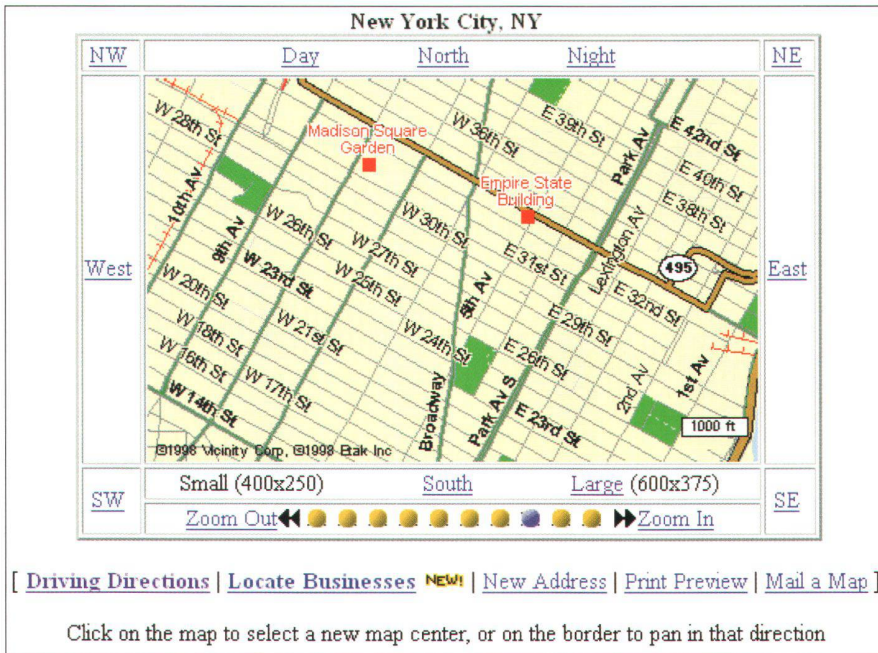 New York City, NY
NW Day North Night NE
W 28th St
Madison Square
Garden
W 36th St
E 39th St
Park Av
E 42nd St
E 40th St
E 38th St
Empire State
Building
10th Av
9th Av
W 26th St
W 30th St
W 27th St
W 25th St
W 23rd St
E 31st St
Lexington Av
495
E 32nd St
West
East
W 20th St
W 18th St
W 16th St
W 14th St
W 21st St
W 17th St
W 24th St
5th Av
E 29th St
E 26th St
E 23rd St
Broadway
Park Av S
2nd Av
1st Av
1000 ft
©1998 Vicinity Corp, ©1998 Etak Inc
SW Small (400x250) South Large (600x375) SE
Zoom Out Zoom In
[ Driving Directions | Locate Businesses NEW! | New Address | Print Preview | Mail a Map ]
Click on the map to select a new map center, or on the border to pan in that direction